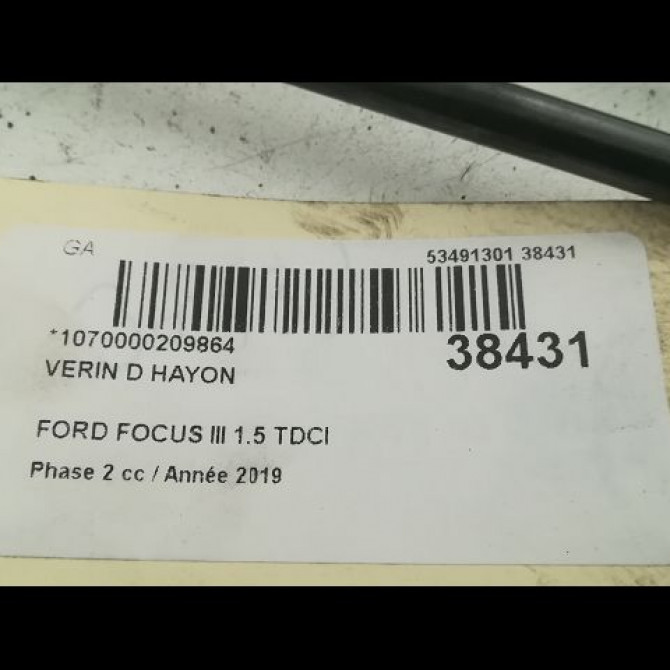 GA
53491301 38431
*1070000209864
38431
VERIN D HAYON
FORD FOCUS III 1.5 TDCI
Phase 2 cc / Année 2019